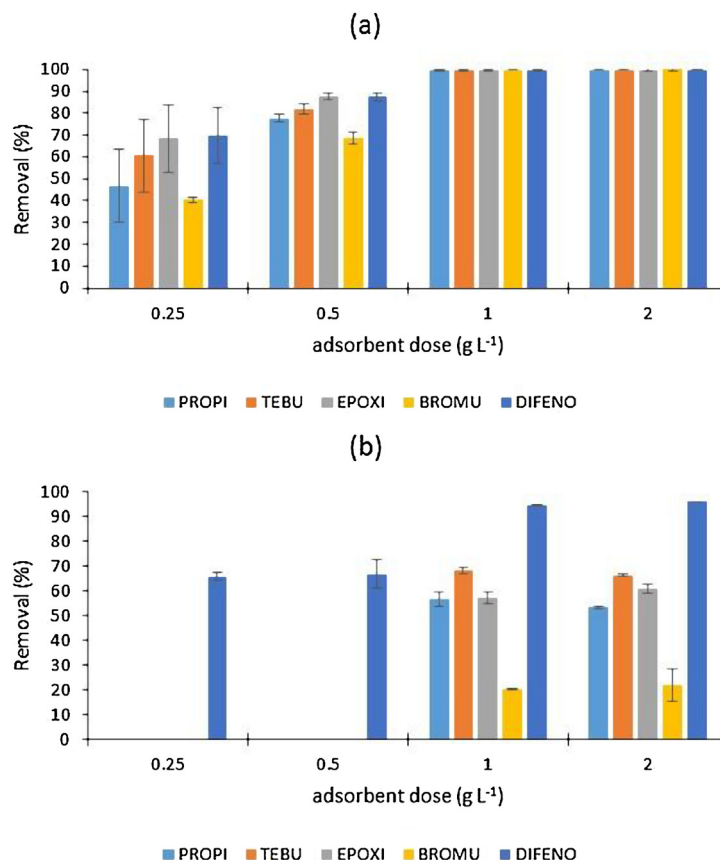 (a)
Removal (%)
100
90
80
70
60
50
40
30
20
10
0
0.25 0.5 1 2
adsorbent dose (g L⁻¹)
PROPI TEBU EPOXI BROMU DIFENO
(b)
Removal (%)
100
90
80
70
60
50
40
30
20
10
0
0.25 0.5 1 2
adsorbent dose (g L⁻¹)
PROPI TEBU EPOXI BROMU DIFENO